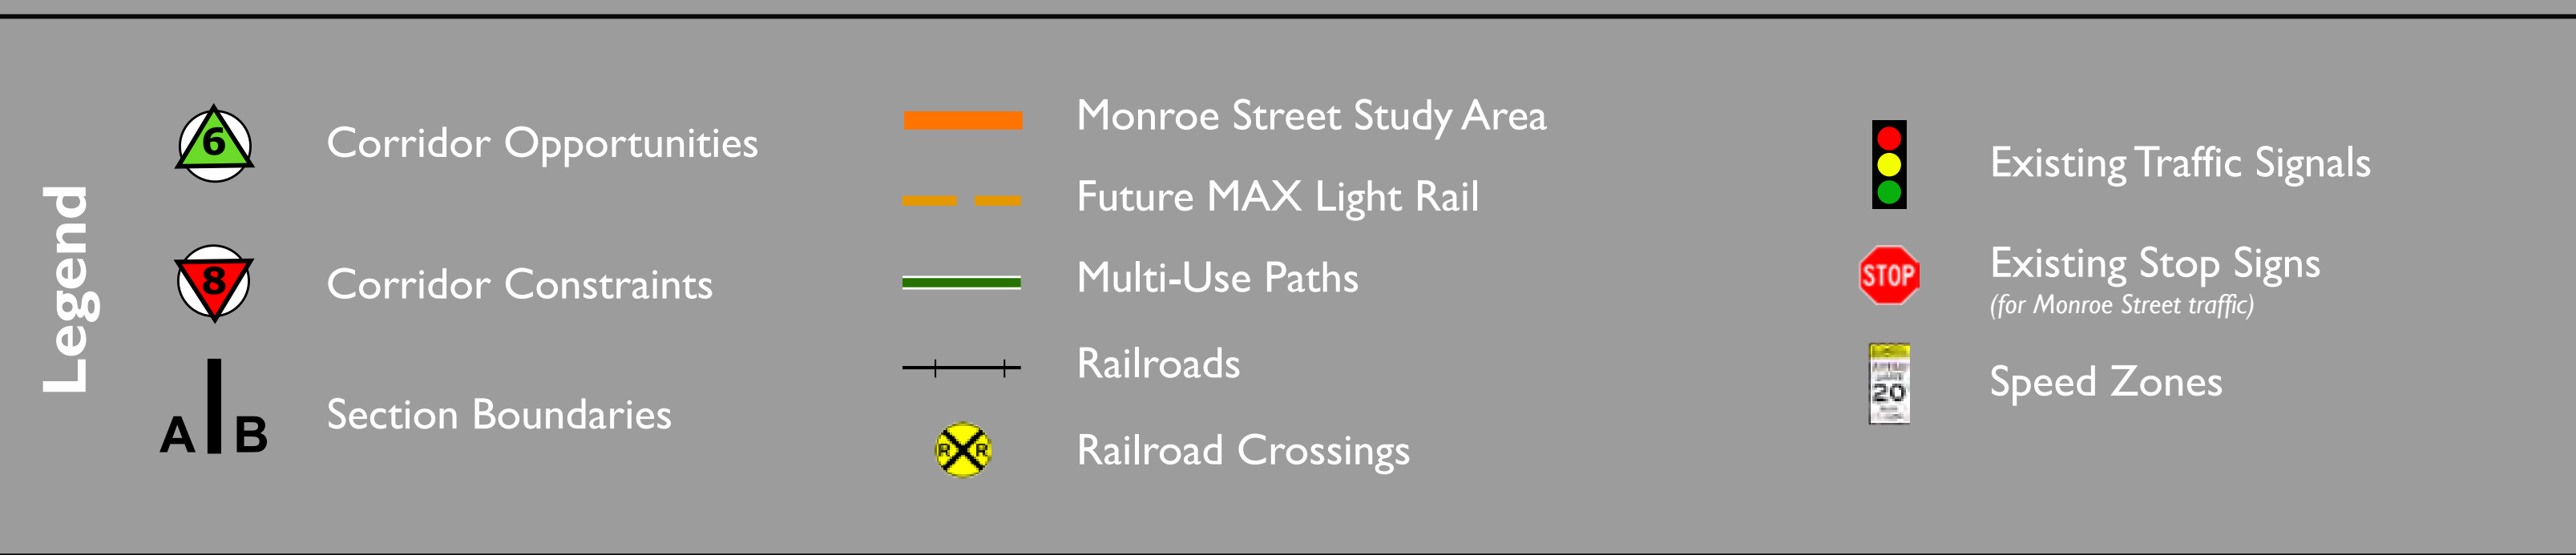 Legend
6 Corridor Opportunities
8 Corridor Constraints
A B Section Boundaries
Monroe Street Study Area
Future MAX Light Rail
Multi-Use Paths
Railroads
R R Railroad Crossings
Existing Traffic Signals
STOP Existing Stop Signs
(for Monroe Street traffic)
20 Speed Zones